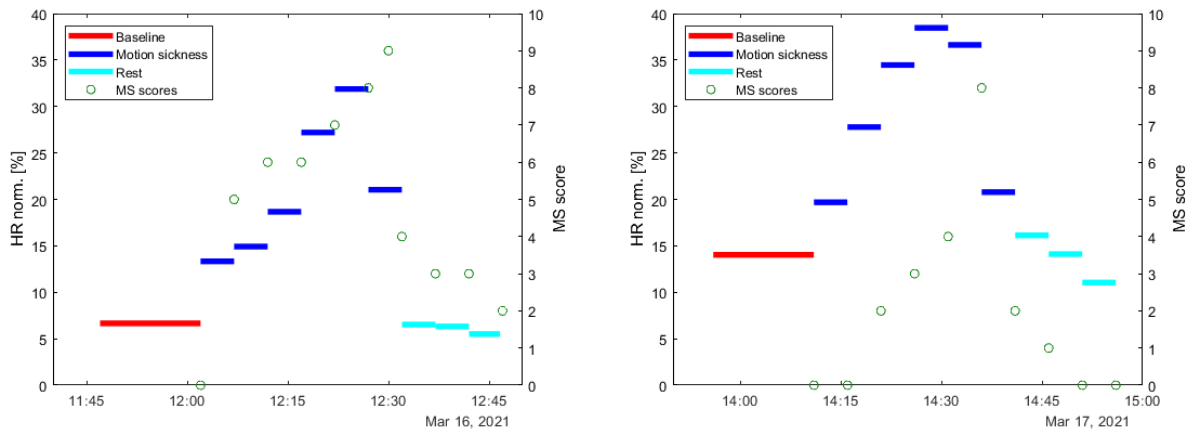 HR norm. [%]
40
35
30
25
20
15
10
5
0
Baseline
Motion sickness
Rest
MS scores
10
9
8
7
6
5
4
3
2
1
0
MS score
11:45 12:00 12:15 12:30 12:45
Mar 16, 2021
HR norm. [%]
40
35
30
25
20
15
10
5
0
Baseline
Motion sickness
Rest
MS scores
10
9
8
7
6
5
4
3
2
1
0
MS score
14:00 14:15 14:30 14:45 15:00
Mar 17, 2021